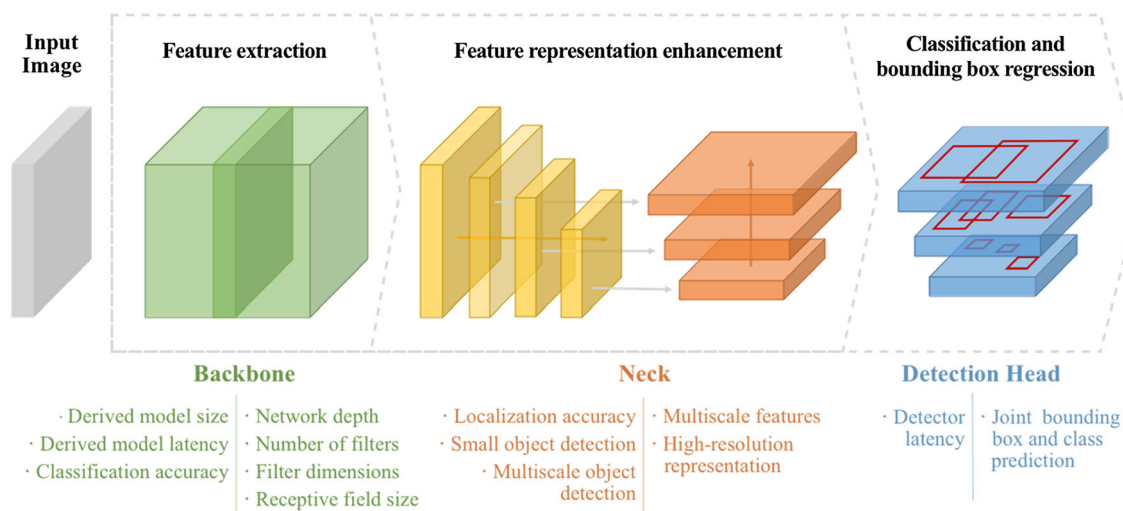 Input
Image
Feature extraction
Feature representation enhancement
Classification and
bounding box regression
Backbone
· Derived model size
· Derived model latency
· Classification accuracy
· Network depth
· Number of filters
· Filter dimensions
· Receptive field size
Neck
· Localization accuracy
· Small object detection
· Multiscale object
detection
· Multiscale features
· High-resolution
representation
Detection Head
· Detector
latency
· Joint bounding
box and class
prediction